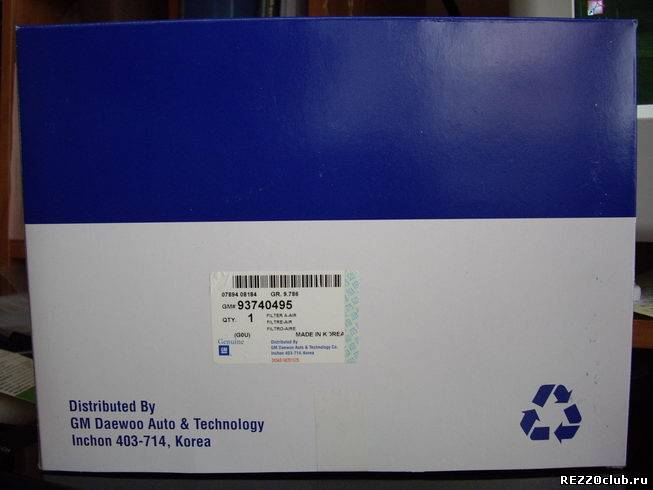 07894 08184 GR. 9.786
GM# 93740495
QTY. 1 FILTER A-AIR
FILTRE-AIR
FILTRO-AIRE
(G0U) MADE IN KOREA
Genuine
GM
Distributed By
GM Daewoo Auto & Technology Co.
Inchon 403-714, Korea
Distributed By
GM Daewoo Auto & Technology
Inchon 403-714, Korea
REZZOclub.ru